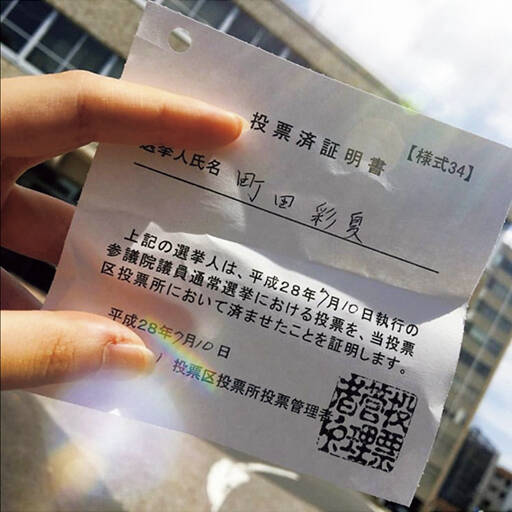 投票済証明書 【様式34】
選挙人氏名 町田彩夏
上記の選挙人は、平成28年7月10日執行の
参議院議員通常選挙における投票を、当投票
区投票所において済ませたことを証明します。
平成28年7月10日
投票区投票所投票管理者